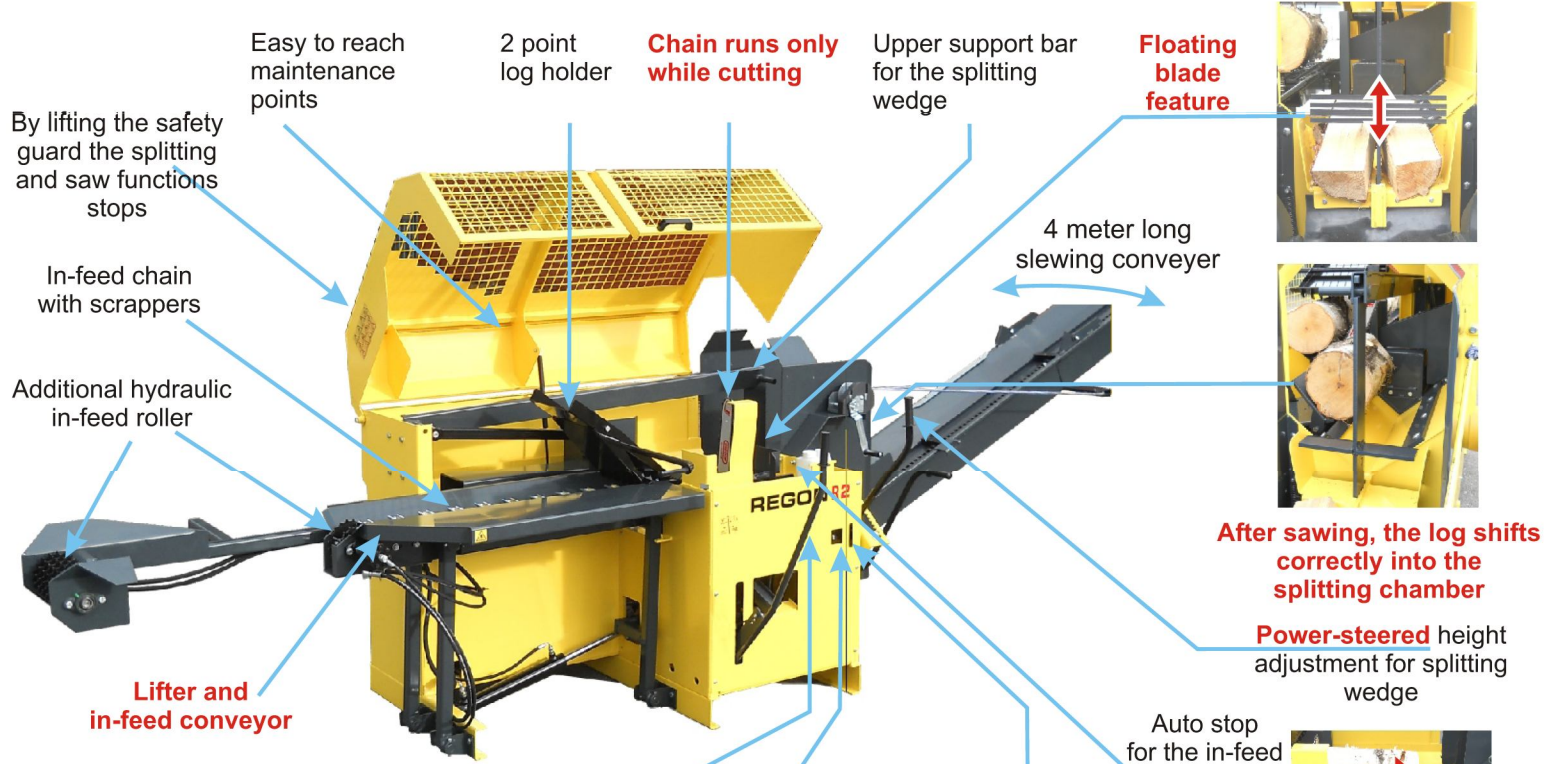 Easy to reach
maintenance
points
2 point
log holder
Chain runs only
while cutting
Upper support bar
for the splitting
wedge
Floating
blade
feature
By lifting the safety
guard the splitting
and saw functions
stops
4 meter long
slewing conveyer
In-feed chain
with scrappers
Additional hydraulic
in-feed roller
REGON R2
After sawing, the log shifts
correctly into the
splitting chamber
Power-steered height
adjustment for splitting
wedge
Lifter and
in-feed conveyor
Auto stop
for the in-feed